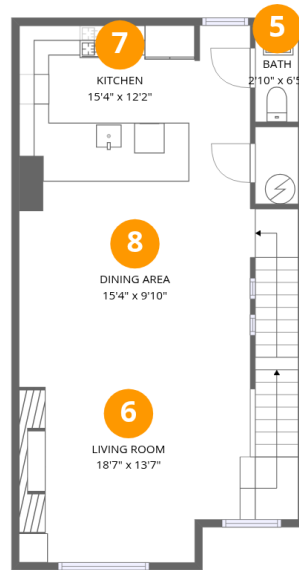 5
BATH
2'10" x 6'5
7
KITCHEN
15'4" x 12'2"
8
DINING AREA
15'4" x 9'10"
6
LIVING ROOM
18'7" x 13'7"